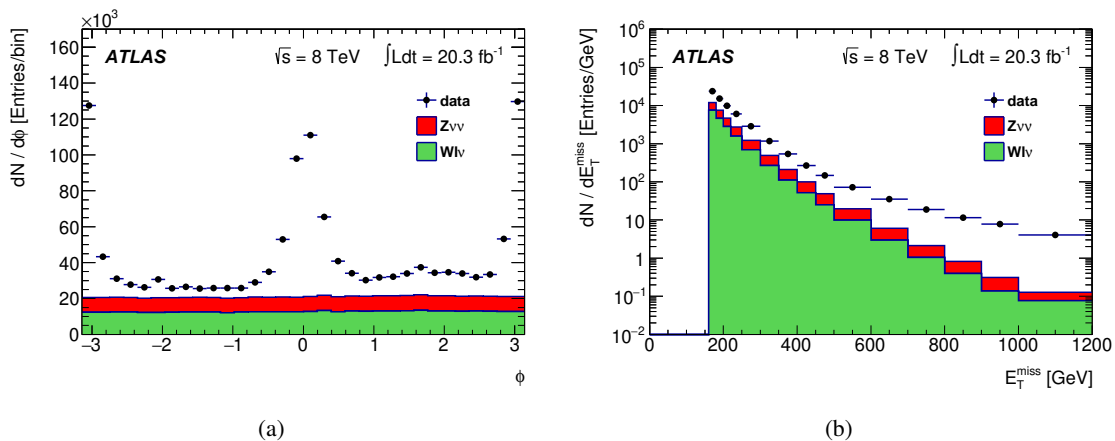 ×10³
dN / dϕ [Entries/bin]
160
140
120
100
80
60
40
20
0
ATLAS
√s = 8 TeV ∫Ldt = 20.3 fb⁻¹
data
Zνν
Wlν
−3 −2 −1 0 1 2 3
ϕ
(a)
dN / dE_T^miss [Entries/GeV]
10⁶
10⁵
10⁴
10³
10²
10
1
10⁻¹
10⁻²
ATLAS
√s = 8 TeV ∫Ldt = 20.3 fb⁻¹
data
Zνν
Wlν
0 200 400 600 800 1000 1200
E_T^miss [GeV]
(b)